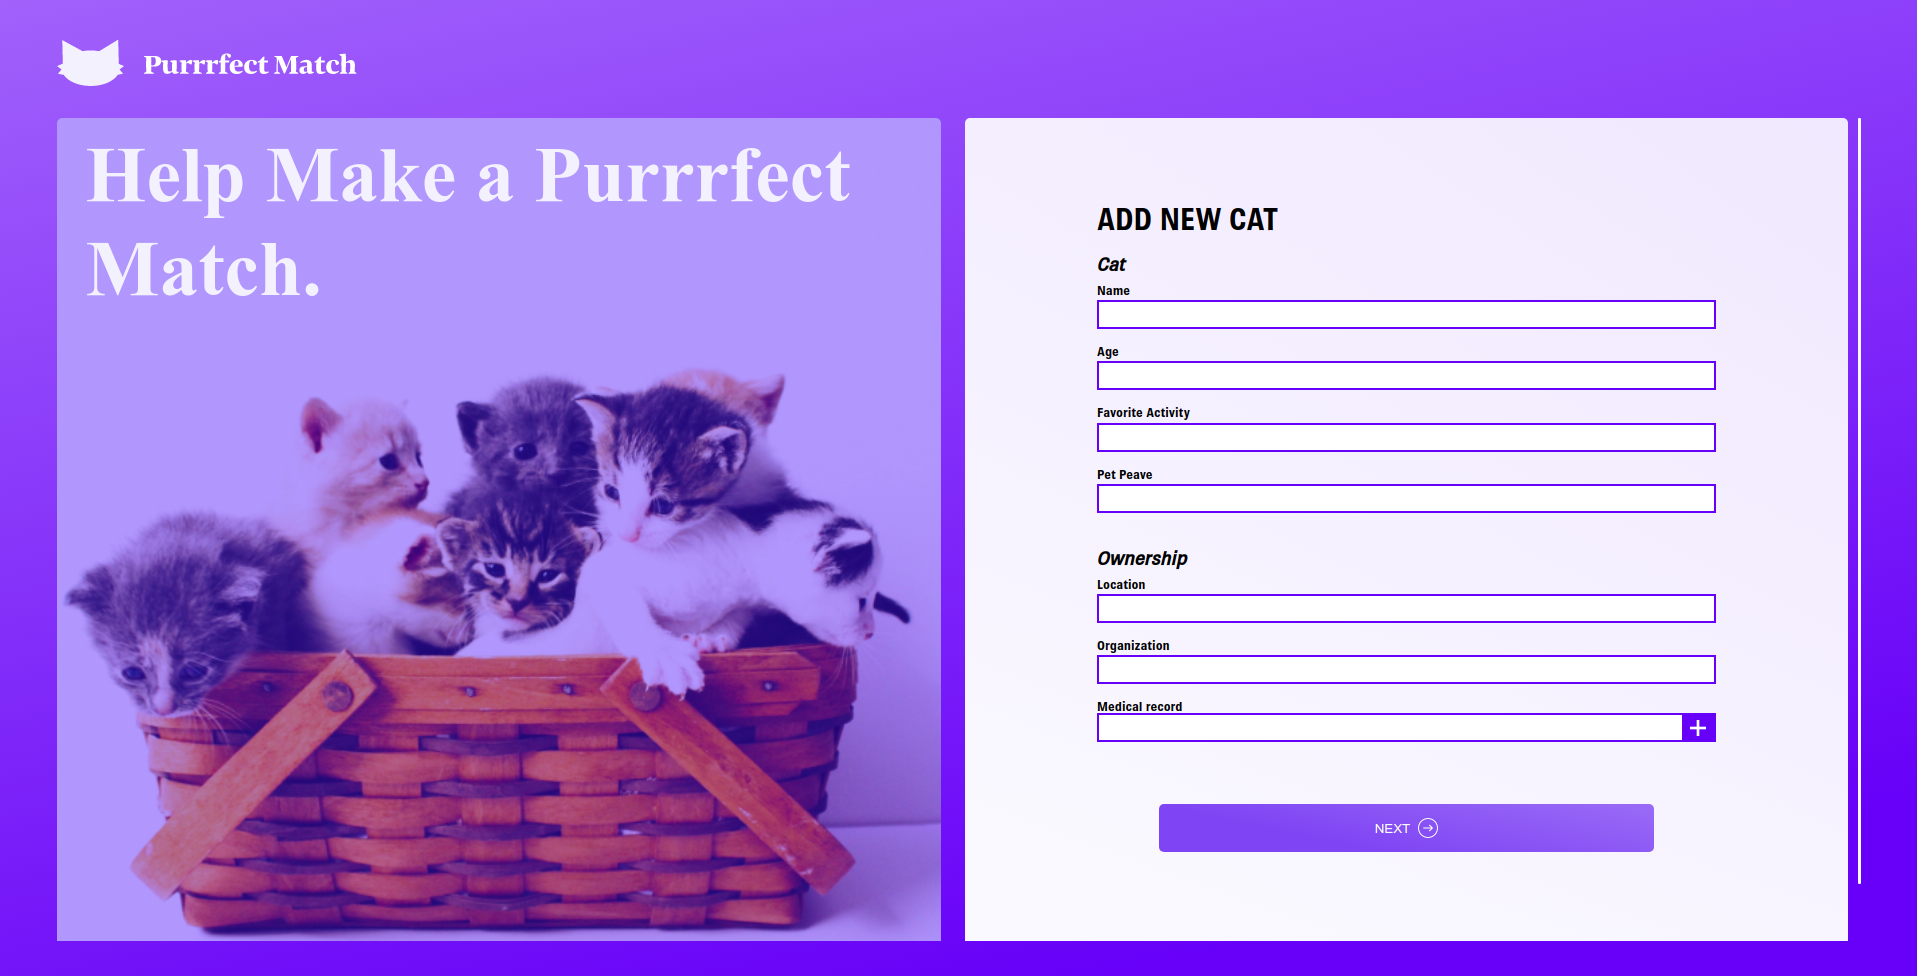 Purrrfect Match
Help Make a Purrrfect
Match.
ADD NEW CAT
Cat
Name
Age
Favorite Activity
Pet Peave
Ownership
Location
Organization
Medical record
NEXT